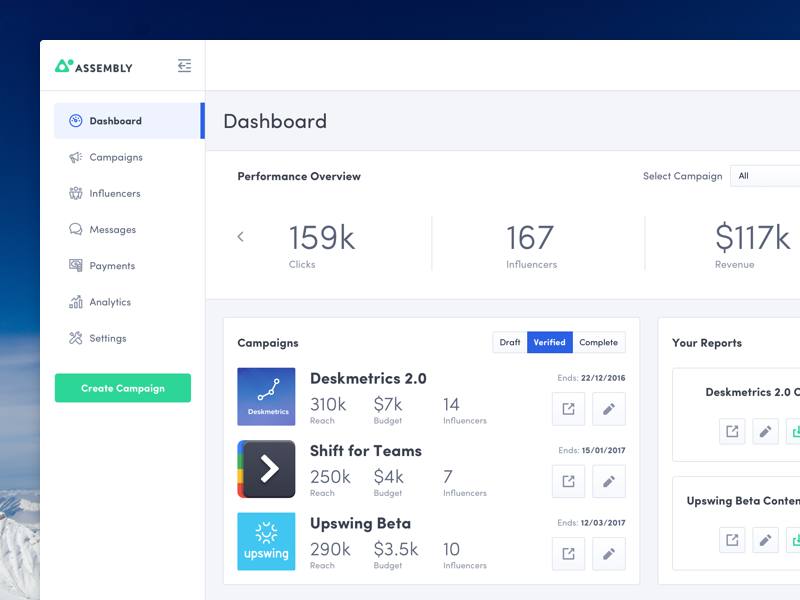 ASSEMBLY
Dashboard
Campaigns
Influencers
Messages
Payments
Analytics
Settings
Create Campaign
Dashboard
Performance Overview
Select Campaign
All
159k
Clicks
167
Influencers
$117k
Revenue
Campaigns
Draft
Verified
Complete
Deskmetrics
Deskmetrics 2.0
Ends: 22/12/2016
310k $7k 14
Reach Budget Influencers
Shift for Teams
Ends: 15/01/2017
250k $4k 7
Reach Budget Influencers
upswing
Upswing Beta
Ends: 12/03/2017
290k $3.5k 10
Reach Budget Influencers
Your Reports
Deskmetrics 2.0 C
Upswing Beta Conten